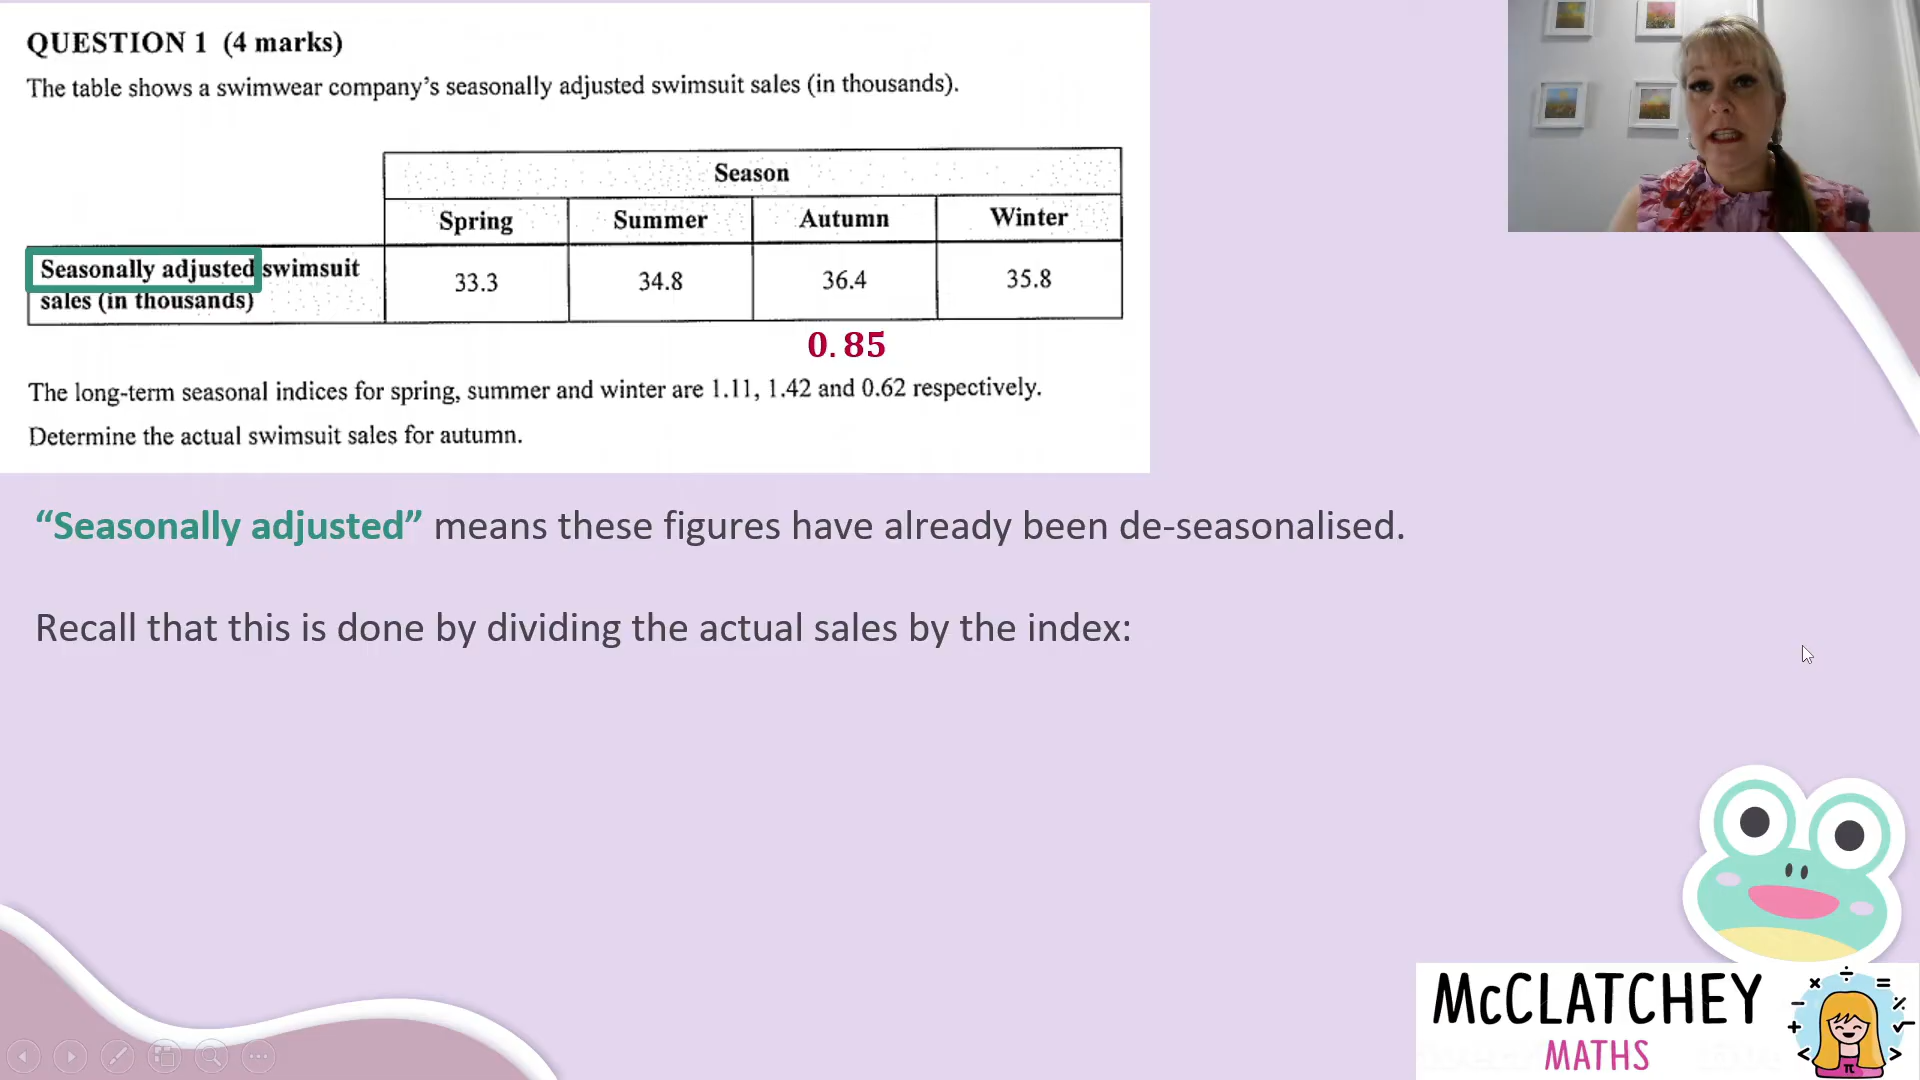 QUESTION 1 (4 marks)
The table shows a swimwear company's seasonally adjusted swimsuit sales (in thousands).
Season
Spring Summer Autumn Winter
Seasonally adjusted swimsuit
sales (in thousands)
33.3 34.8 36.4 35.8
0.85
The long-term seasonal indices for spring, summer and winter are 1.11, 1.42 and 0.62 respectively.
Determine the actual swimsuit sales for autumn.
“Seasonally adjusted” means these figures have already been de-seasonalised.
Recall that this is done by dividing the actual sales by the index:
McCLATCHEY
MATHS